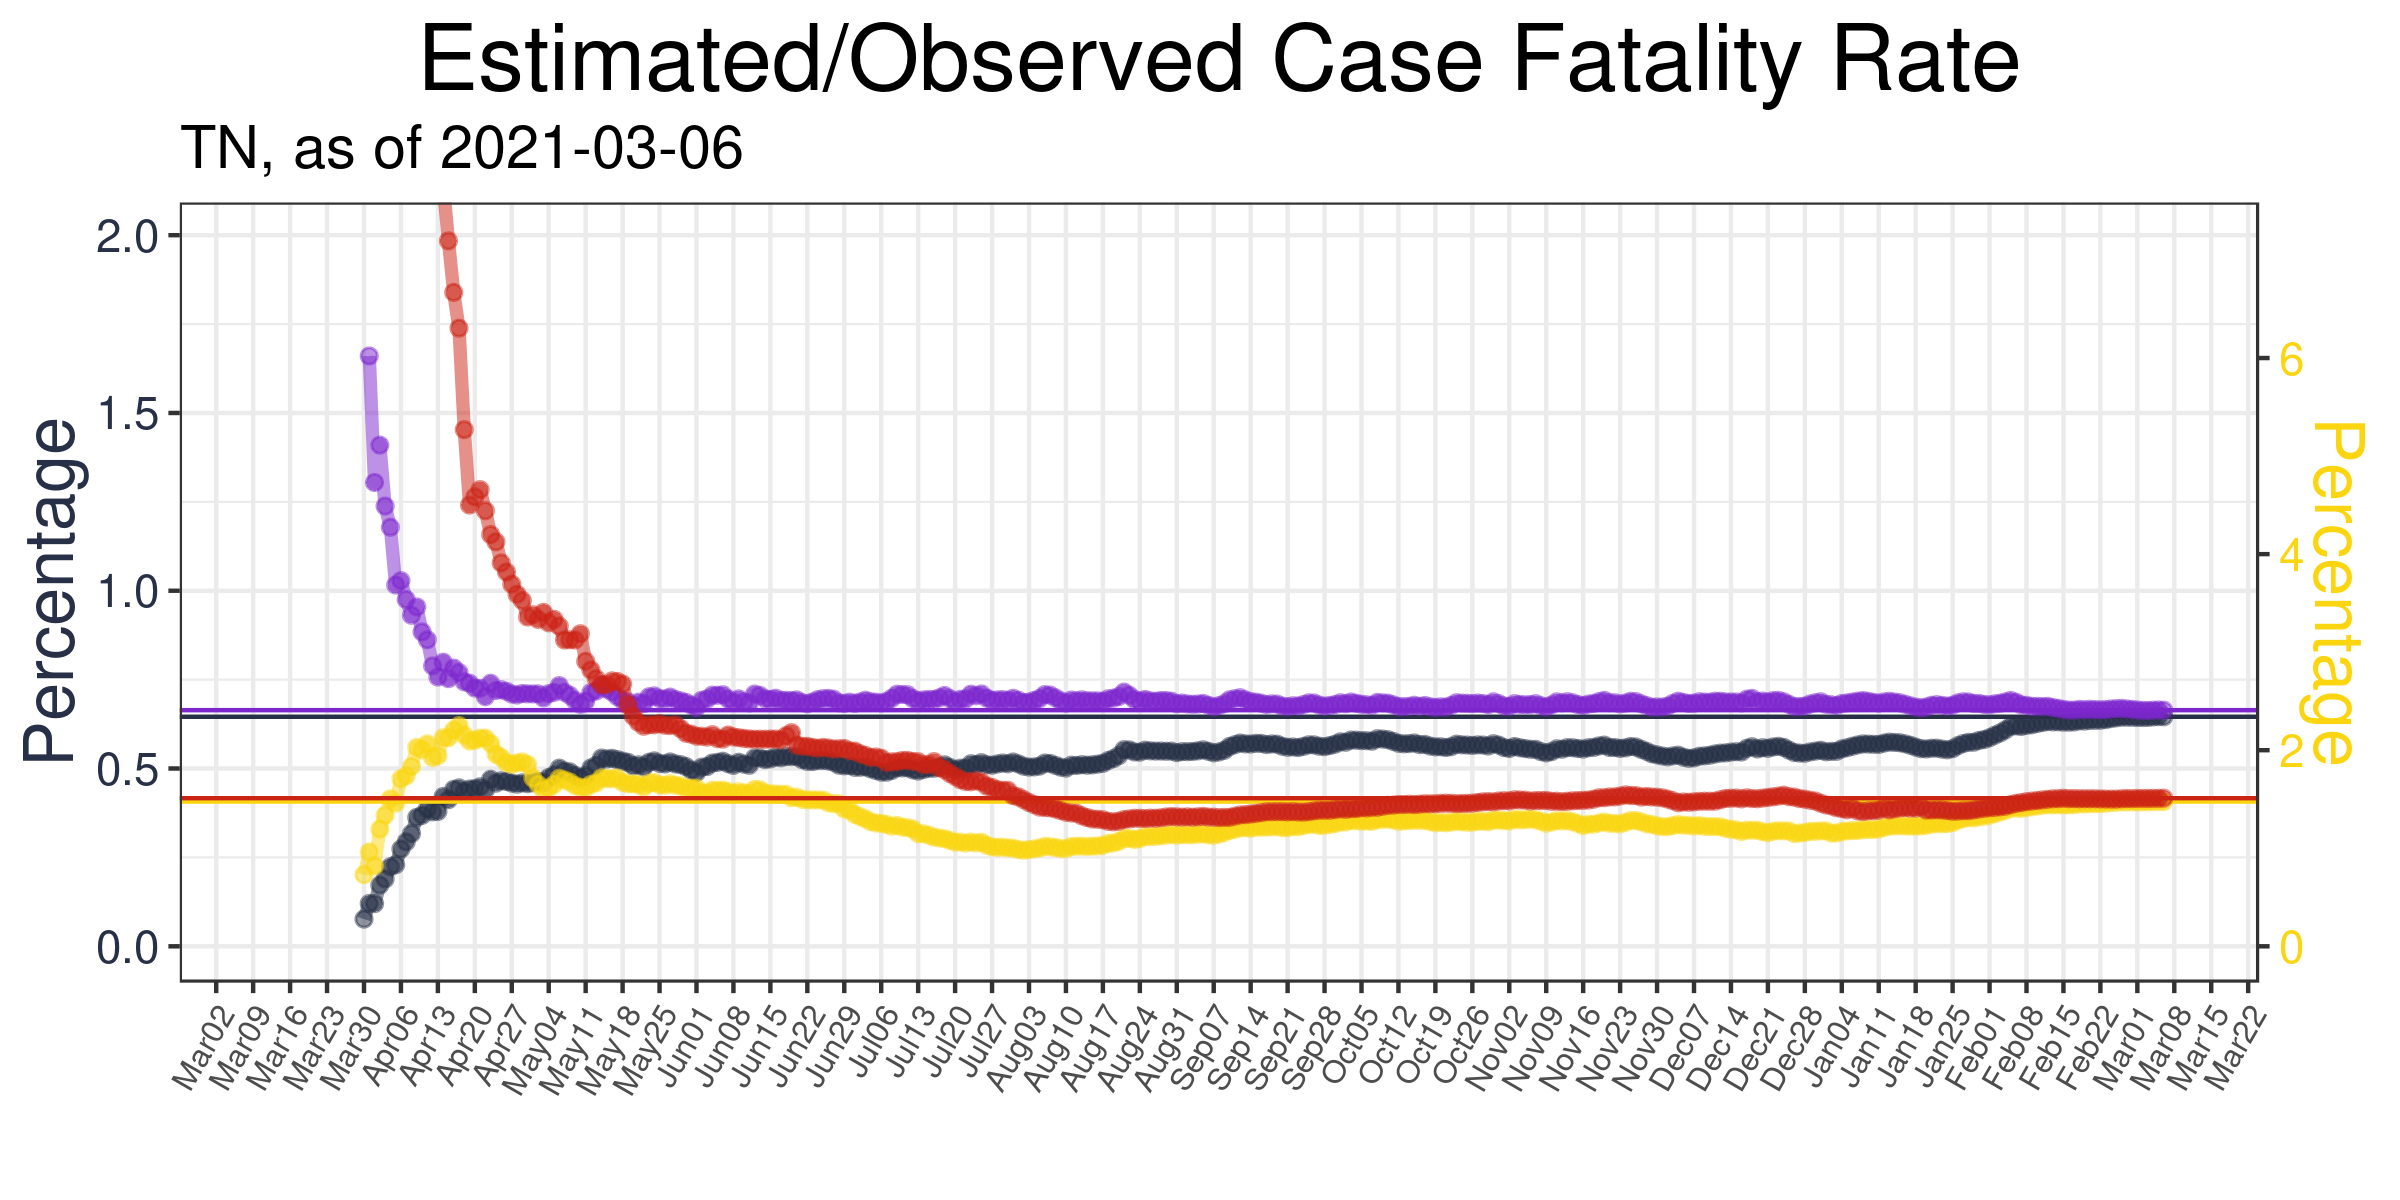 Estimated/Observed Case Fatality Rate
TN, as of 2021-03-06
Percentage
2.0
1.5
1.0
0.5
0.0
6
4
2
0
Percentage
Mar02
Mar09
Mar16
Mar23
Mar30
Apr06
Apr13
Apr20
Apr27
May04
May11
May18
May25
Jun01
Jun08
Jun15
Jun22
Jun29
Jul06
Jul13
Jul20
Jul27
Aug03
Aug10
Aug17
Aug24
Aug31
Sep07
Sep14
Sep21
Sep28
Oct05
Oct12
Oct19
Oct26
Nov02
Nov09
Nov16
Nov23
Nov30
Dec07
Dec14
Dec21
Dec28
Jan04
Jan11
Jan18
Jan25
Feb01
Feb08
Feb15
Feb22
Mar01
Mar08
Mar15
Mar22